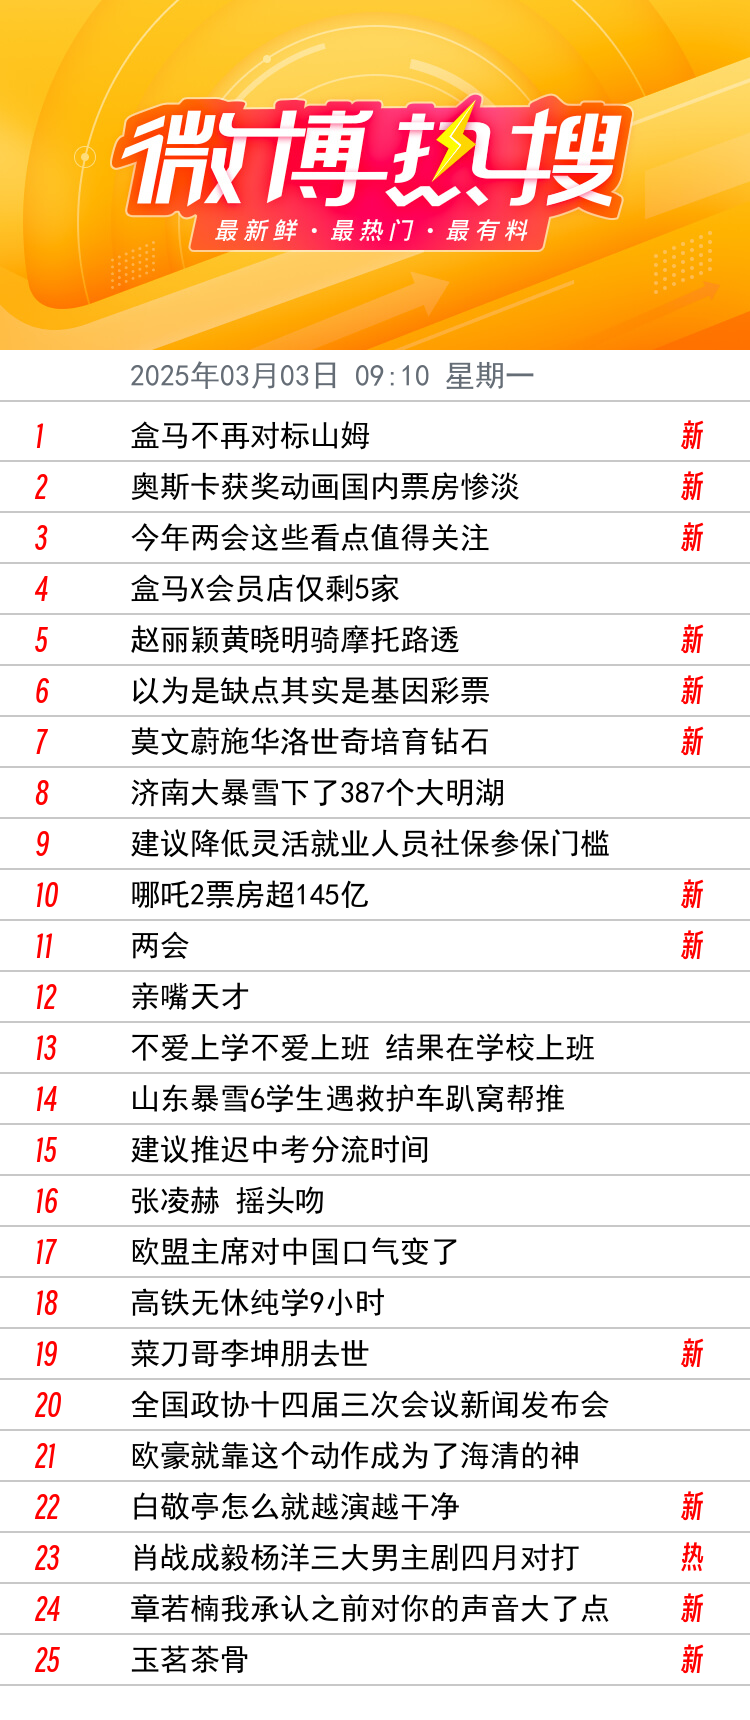 微博热搜
最新鲜·最热门·最有料
2025年03月03日 09:10 星期一
1 盒马不再对标山姆 新
2 奥斯卡获奖动画国内票房惨淡 新
3 今年两会这些看点值得关注 新
4 盒马X会员店仅剩5家
5 赵丽颖黄晓明骑摩托路透 新
6 以为是缺点其实是基因彩票 新
7 莫文蔚施华洛世奇培育钻石 新
8 济南大暴雪下了387个大明湖
9 建议降低灵活就业人员社保参保门槛
10 哪吒2票房超145亿 新
11 两会 新
12 亲嘴天才
13 不爱上学不爱上班 结果在学校上班
14 山东暴雪6学生遇救护车趴窝帮推
15 建议推迟中考分流时间
16 张凌赫 摇头吻
17 欧盟主席对中国口气变了
18 高铁无休纯学9小时
19 菜刀哥李坤朋去世 新
20 全国政协十四届三次会议新闻发布会
21 欧豪就靠这个动作成为了海清的神
22 白敬亭怎么就越演越干净 新
23 肖战成毅杨洋三大男主剧四月对打 热
24 章若楠我承认之前对你的声音大了点 新
25 玉茗茶骨 新